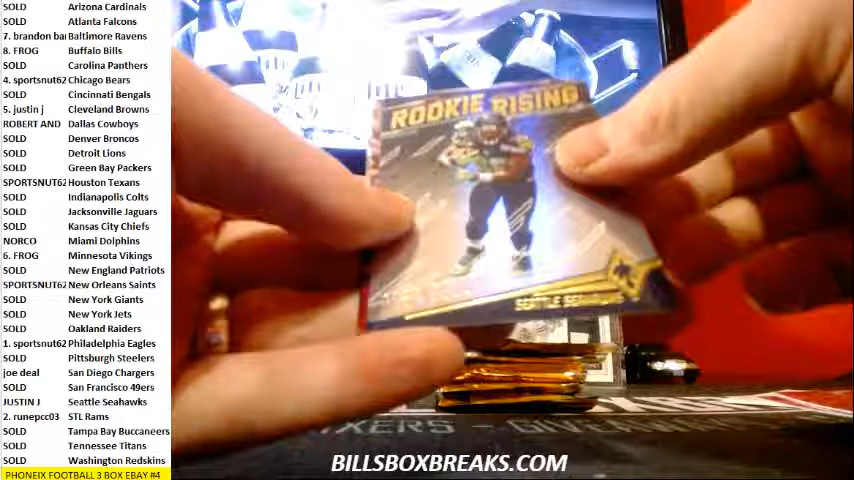 SOLD Arizona Cardinals
SOLD Atlanta Falcons
7. brandon bar Baltimore Ravens
8. FROG Buffalo Bills
SOLD Carolina Panthers
4. sportsnut62 Chicago Bears
SOLD Cincinnati Bengals
5. justin j Cleveland Browns
ROBERT AND Dallas Cowboys
SOLD Denver Broncos
SOLD Detroit Lions
SOLD Green Bay Packers
SPORTSNUT62 Houston Texans
SOLD Indianapolis Colts
SOLD Jacksonville Jaguars
SOLD Kansas City Chiefs
NORCO Miami Dolphins
6. FROG Minnesota Vikings
SOLD New England Patriots
SPORTSNUT62 New Orleans Saints
SOLD New York Giants
SOLD New York Jets
SOLD Oakland Raiders
1. sportsnut62 Philadelphia Eagles
SOLD Pittsburgh Steelers
joe deal San Diego Chargers
SOLD San Francisco 49ers
JUSTIN J Seattle Seahawks
2. runepcc03 STL Rams
SOLD Tampa Bay Buccaneers
SOLD Tennessee Titans
SOLD Washington Redskins
PHONEIX FOOTBALL 3 BOX EBAY #4
ROOKIE RISING
SEATTLE SEAHAWKS
BILLSBOXBREAKS.COM